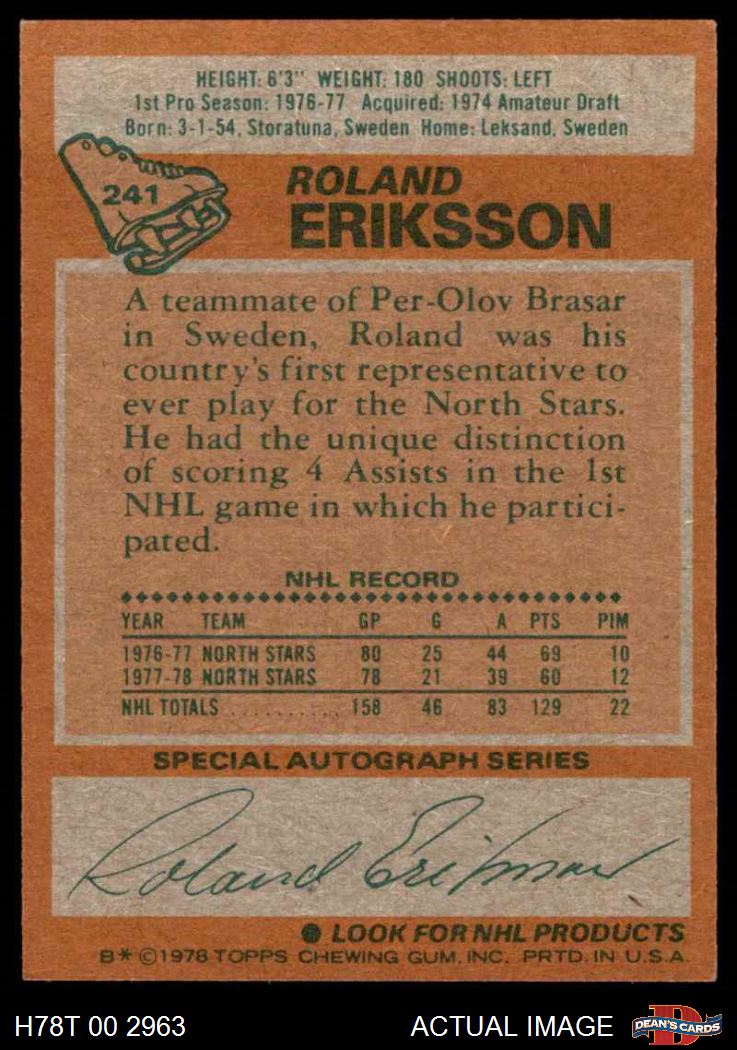 HEIGHT: 6'3" WEIGHT: 180 SHOOTS: LEFT
1st Pro Season: 1976-77 Acquired: 1974 Amateur Draft
Born: 3-1-54, Storatuna, Sweden Home: Leksand, Sweden
241
ROLAND
ERIKSSON
A teammate of Per-Olov Brasar
in Sweden, Roland was his
country's first representative to
ever play for the North Stars.
He had the unique distinction
of scoring 4 Assists in the 1st
NHL game in which he partici-
pated.
NHL RECORD
YEAR TEAM GP G A PTS PIM
1976-77 NORTH STARS 80 25 44 69 10
1977-78 NORTH STARS 78 21 39 60 12
NHL TOTALS .......... 158 46 83 129 22
SPECIAL AUTOGRAPH SERIES
Roland Eriksson
● LOOK FOR NHL PRODUCTS
B* ©1978 TOPPS CHEWING GUM, INC. PRTD. IN U.S.A.
H78T 00 2963 ACTUAL IMAGE DEAN'S CARDS